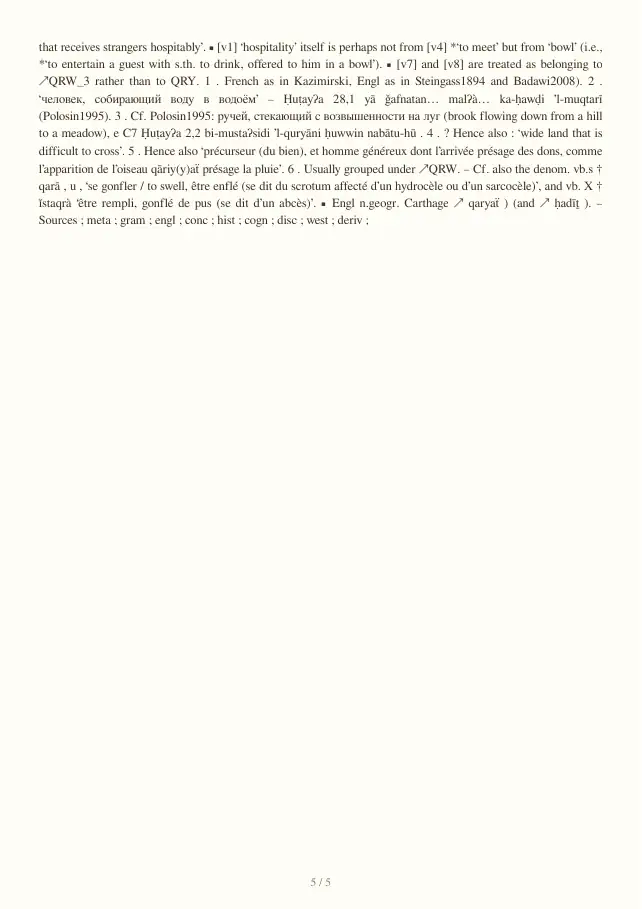 that receives strangers hospitably’. ▪ [v1] ‘hospitality’ itself is perhaps not from [v4] *‘to meet’ but from ‘bowl’ (i.e.,
*‘to entertain a guest with s.th. to drink, offered to him in a bowl’). ▪ [v7] and [v8] are treated as belonging to
↗QRW_3 rather than to QRY. 1 . French as in Kazimirski, Engl as in Steingass1894 and Badawi2008). 2 .
‘человек, собирающий воду в водоём’ – Ḥuṭayʔa 28,1 yā ǧafnatan… malʔà… ka-ḥawḍi ’l-muqtarī
(Polosin1995). 3 . Cf. Polosin1995: ручей, стекающий с возвышенности на луг (brook flowing down from a hill
to a meadow), e C7 Ḥuṭayʔa 2,2 bi-mustaʔsidi ’l-quryāni ḥuwwin nabātu-hū . 4 . ? Hence also : ‘wide land that is
difficult to cross’. 5 . Hence also ‘précurseur (du bien), et homme généreux dont l’arrivée présage des dons, comme
l’apparition de l’oiseau qāriy(y)aẗ présage la pluie’. 6 . Usually grouped under ↗QRW. – Cf. also the denom. vb.s †
qarā , u , ‘se gonfler / to swell, être enflé (se dit du scrotum affecté d’un hydrocèle ou d’un sarcocèle)’, and vb. X †
ĭstaqrà ‘être rempli, gonflé de pus (se dit d’un abcès)’. ▪ Engl n.geogr. Carthage ↗ qaryaẗ ) (and ↗ ḥadīṯ ). –
Sources ; meta ; gram ; engl ; conc ; hist ; cogn ; disc ; west ; deriv ;
5 / 5